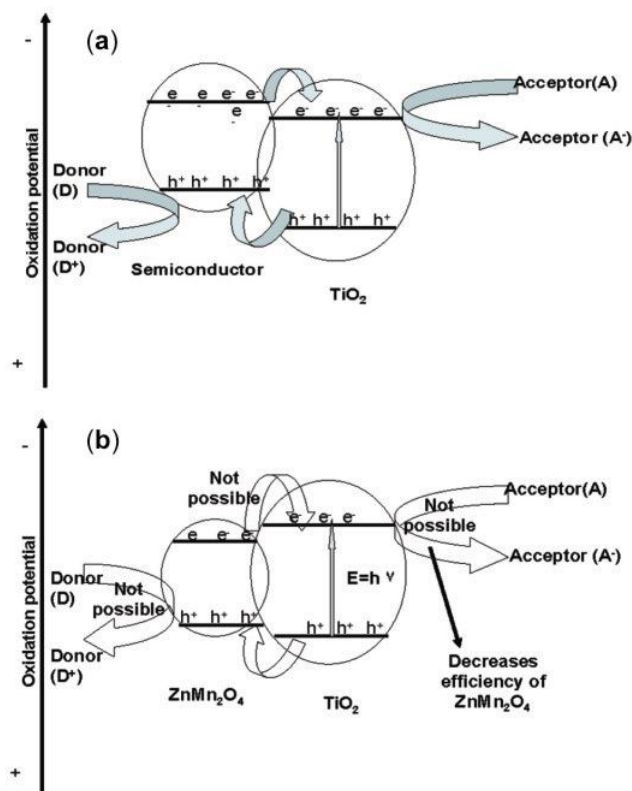 (a)
-
e e e⁻ e⁻
- - e
-
e⁻ e⁻ e⁻ e⁻
Acceptor(A)
Acceptor (A⁻)
Donor
(D)
h⁺ h⁺ h⁺ h⁺
Donor
(D⁺)
h⁺ h⁺ h⁺ h⁺
Semiconductor
TiO₂
Oxidation potential
+
(b)
-
Not
possible
Acceptor(A)
Not
possible
e⁻ e⁻ e⁻
e⁻ e⁻ e⁻
Acceptor (A⁻)
Donor
(D)
Not
possible
E=h ν
h⁺ h⁺ h⁺
Donor
(D⁺)
h⁺ h⁺ h⁺
Decreases
efficiency of
ZnMn₂O₄
ZnMn₂O₄
TiO₂
Oxidation potential
+